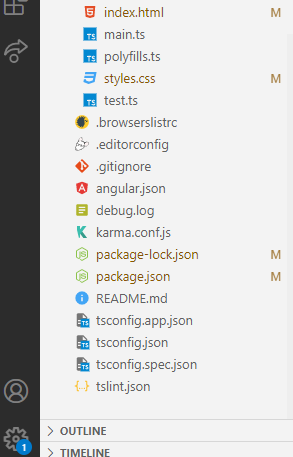 index.html M
main.ts
polyfills.ts
styles.css M
test.ts
.browserslistrc
.editorconfig
.gitignore
angular.json
debug.log
karma.conf.js
package-lock.json M
package.json M
README.md
tsconfig.app.json
tsconfig.json
tsconfig.spec.json
tslint.json
OUTLINE
TIMELINE
1